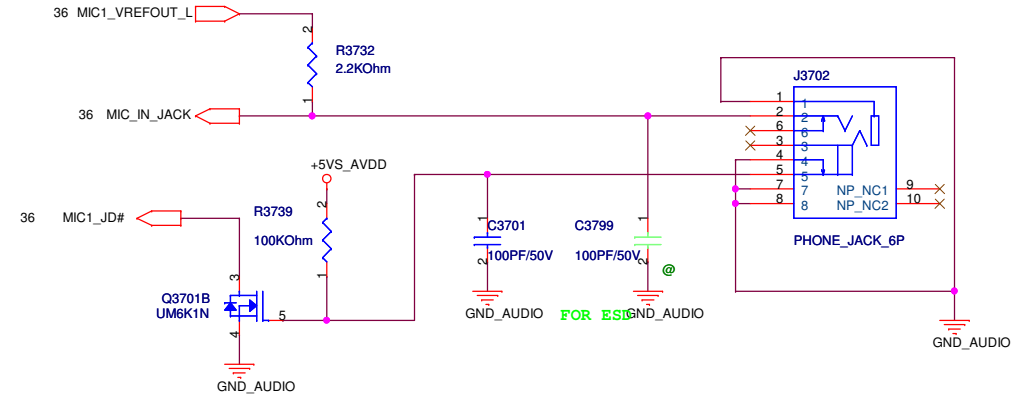 36 MIC1_VREFOUT_L
2
R3732
2.2KOhm
1
36 MIC_IN_JACK
J3702
1 1
2 2
6 6
3 3
4 4
5 5
7 7
8 8
NP_NC1 9
NP_NC2 10
PHONE_JACK_6P
+5VS_AVDD
2
R3739
100KOhm
1
36 MIC1_JD#
3
Q3701B
UM6K1N
5
4
GND_AUDIO
1
C3701
100PF/50V
2
GND_AUDIO
1
C3799
100PF/50V
2
@
FOR ESD
GND_AUDIO
GND_AUDIO